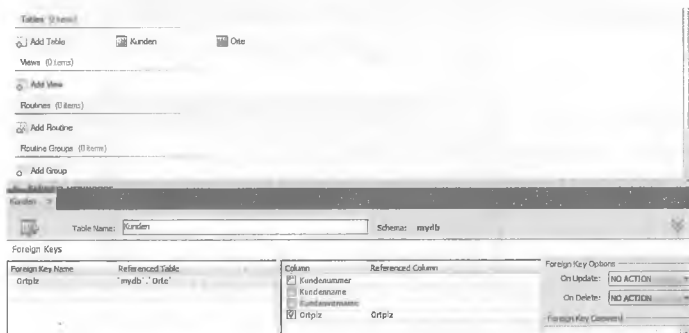 Tables
Add Table Kunden Orte
Views (0 items)
Add View
Routines (0 items)
Add Routine
Routine Groups (0 items)
Add Group
Kunden
Table Name: Kunden Schema: mydb
Foreign Keys
Foreign Key Name Referenced Table Column Referenced Column Foreign Key Options
Ortplz `mydb`.`Orte` Kundenummer On Update: NO ACTION
Kundenname
Kundenvorname On Delete: NO ACTION
Ortplz Ortplz Foreign Key Comment